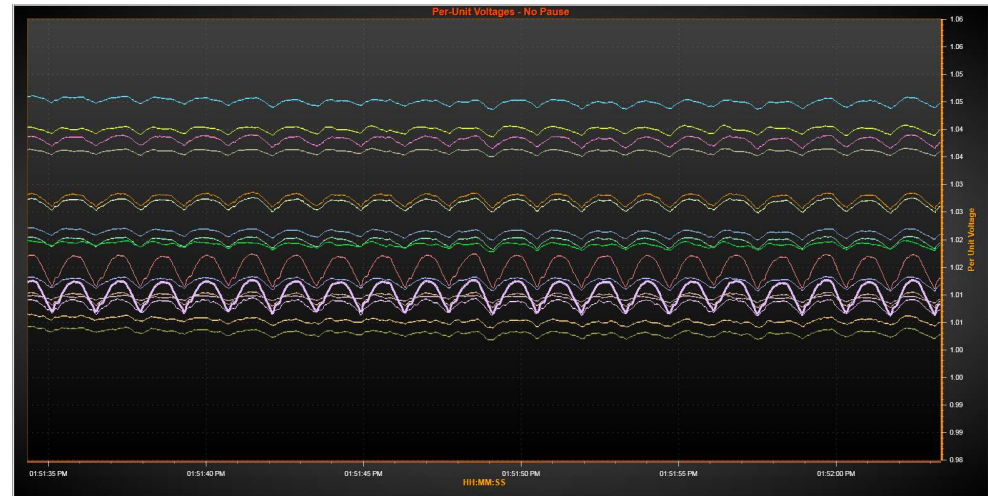 Per-Unit Voltages - No Pause
1.06
1.06
1.05
1.05
1.04
1.04
1.03
1.03
1.02
1.02
1.01
1.01
1.00
1.00
0.99
0.99
0.98
Per Unit Voltage
01:51:35 PM
01:51:40 PM
01:51:45 PM
01:51:50 PM
01:51:55 PM
01:52:00 PM
HH:MM:SS